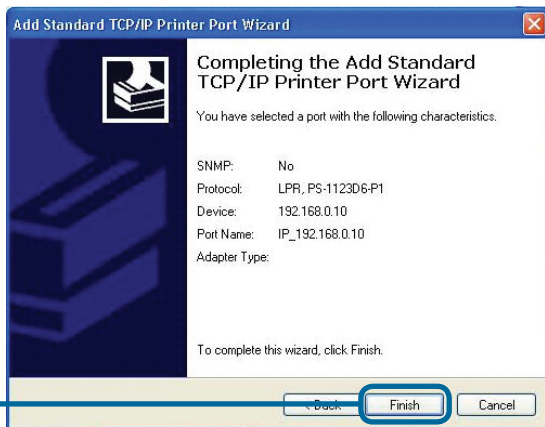 Add Standard TCP/IP Printer Port Wizard
Completing the Add Standard
TCP/IP Printer Port Wizard
You have selected a port with the following characteristics.
SNMP: No
Protocol: LPR, PS-1123D6-P1
Device: 192.168.0.10
Port Name: IP_192.168.0.10
Adapter Type:
To complete this wizard, click Finish.
< Back Finish Cancel